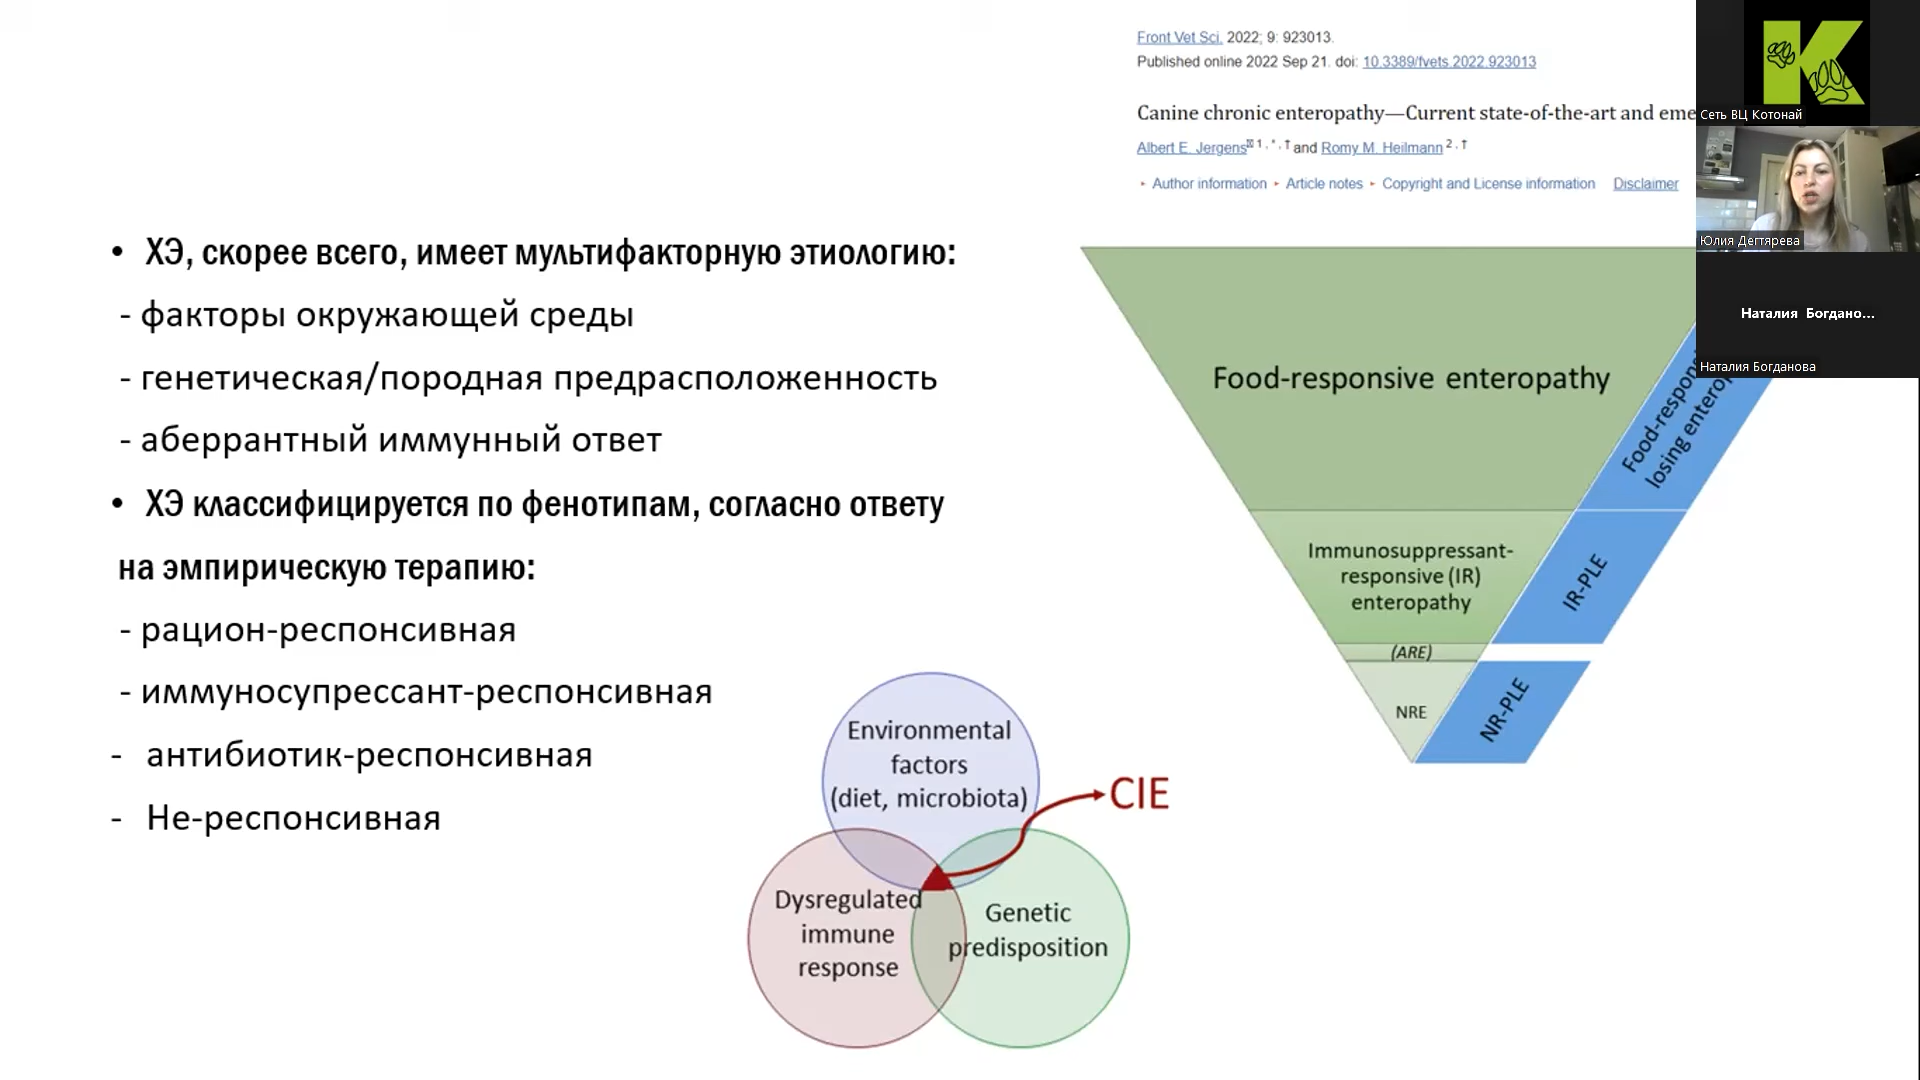 Front Vet Sci. 2022; 9: 923013.
Published online 2022 Sep 21. doi: 10.3389/fvets.2022.923013
Canine chronic enteropathy—Current state-of-the-art and eme
Albert E. Jergens 1,*,† and Romy M. Heilmann 2,†
Author information Article notes Copyright and License information Disclaimer
K
Сеть ВЦ Котонай
Юлия Дегтярева
Наталия Богдано...
Наталия Богданова
• ХЭ, скорее всего, имеет мультифакторную этиологию:
- факторы окружающей среды
- генетическая/породная предрасположенность
- аберрантный иммунный ответ
• ХЭ классифицируется по фенотипам, согласно ответу
на эмпирическую терапию:
- рацион-респонсивная
- иммуносупрессант-респонсивная
- антибиотик-респонсивная
- Не-респонсивная
Food-responsive enteropathy
Immunosuppressant-
responsive (IR)
enteropathy
(ARE)
NRE
Food-respon
losing enterop
IR-PLE
NR-PLE
Environmental
factors
(diet, microbiota)
CIE
Dysregulated
immune
response
Genetic
predisposition